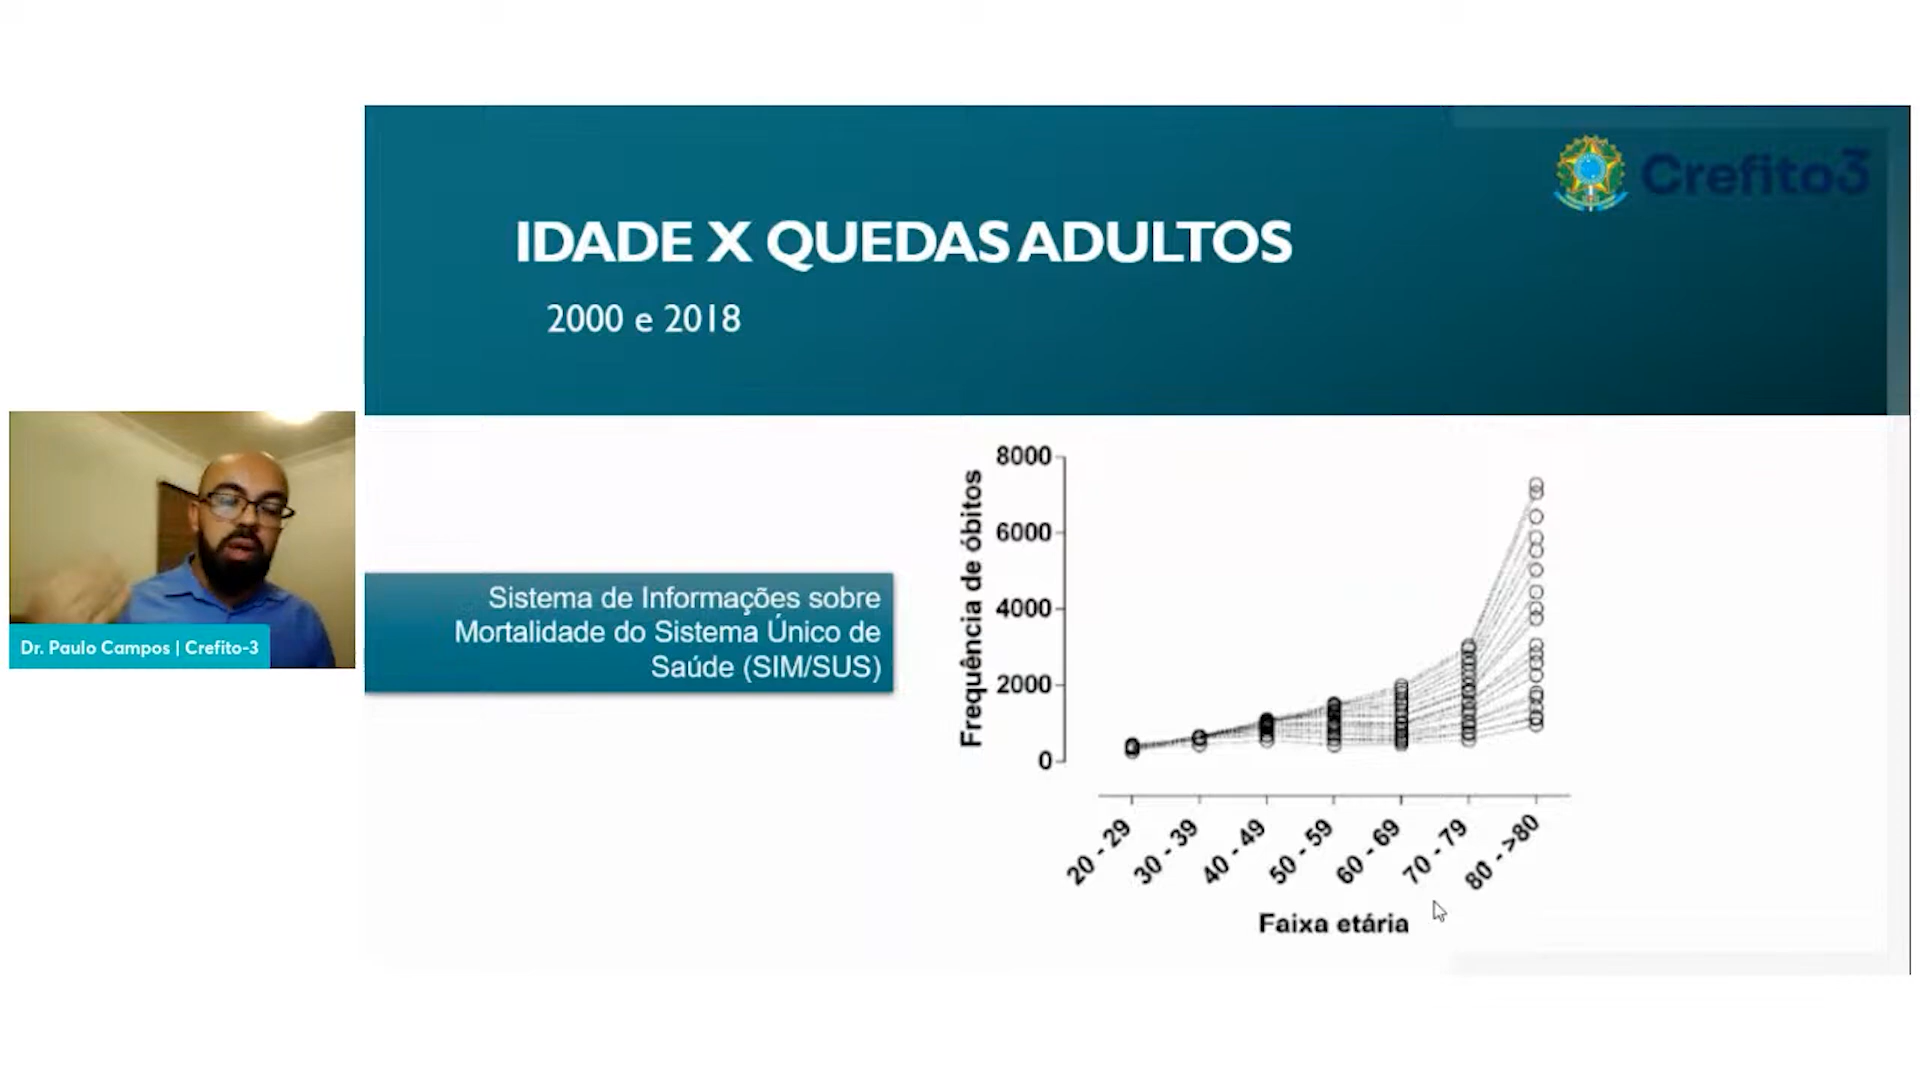 Crefito3
IDADE X QUEDAS ADULTOS
2000 e 2018
Dr. Paulo Campos | Crefito-3
Sistema de Informações sobre
Mortalidade do Sistema Único de
Saúde (SIM/SUS)
Frequência de óbitos
8000
6000
4000
2000
0
20 - 29
30 - 39
40 - 49
50 - 59
60 - 69
70 - 79
80 - >80
Faixa etária